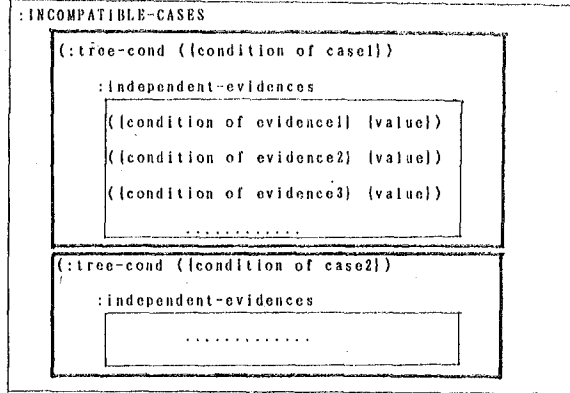 :INCOMPATIBLE-CASES
(:tree-cond ({condition of case1})
:independent-evidences
({condition of evidence1} {value})
({condition of evidence2} {value})
({condition of evidence3} {value})
............
(:tree-cond ({condition of case2})
:independent-evidences
.............